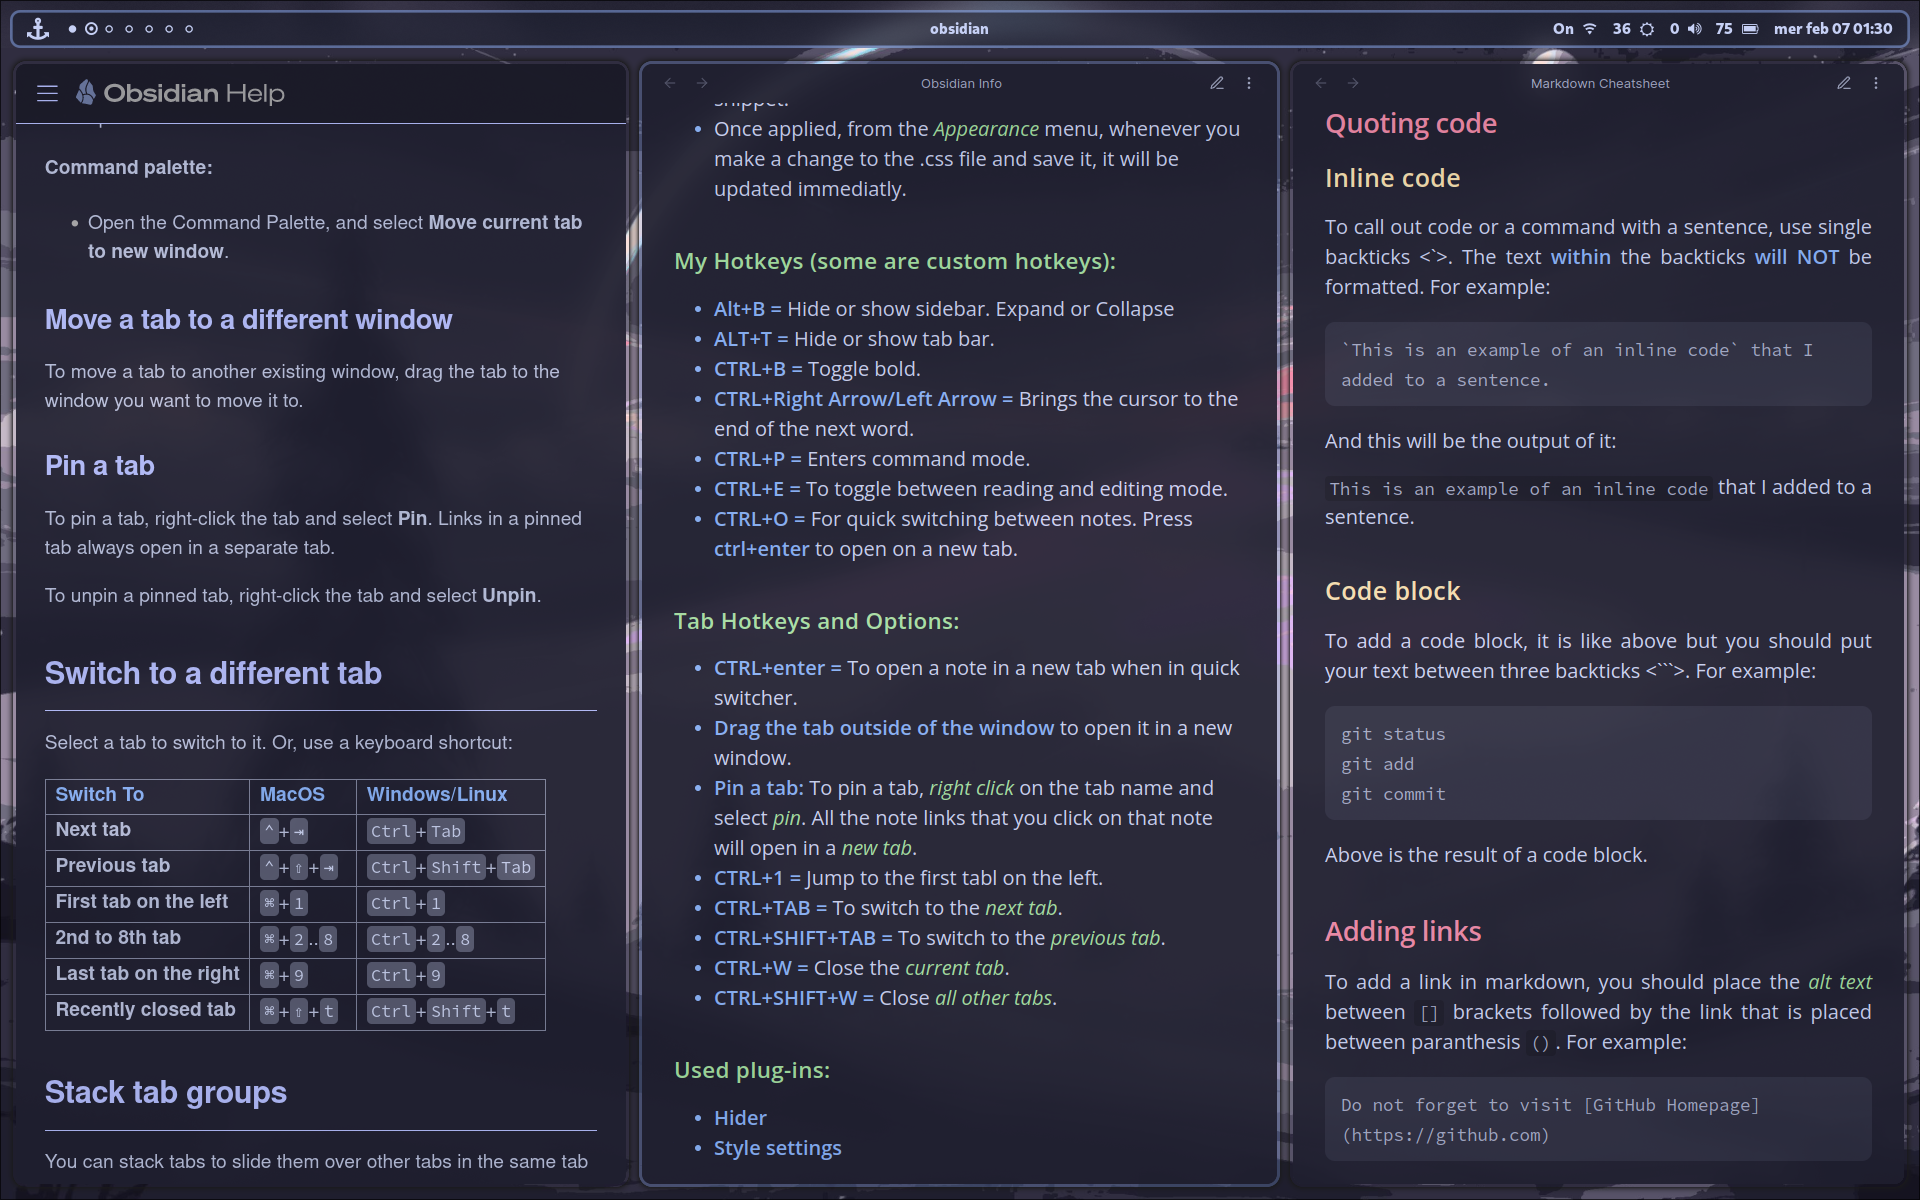 obsidian
On 36 0 75 mer feb 07 01:30
Obsidian Help
Command palette:
Open the Command Palette, and select Move current tab
to new window.
Move a tab to a different window
To move a tab to another existing window, drag the tab to the
window you want to move it to.
Pin a tab
To pin a tab, right-click the tab and select Pin. Links in a pinned
tab always open in a separate tab.
To unpin a pinned tab, right-click the tab and select Unpin.
Switch to a different tab
Select a tab to switch to it. Or, use a keyboard shortcut:
Switch To MacOS Windows/Linux
Next tab ^+⇥ Ctrl+Tab
Previous tab ^+⇧+⇥ Ctrl+Shift+Tab
First tab on the left ⌘+1 Ctrl+1
2nd to 8th tab ⌘+2..8 Ctrl+2..8
Last tab on the right ⌘+9 Ctrl+9
Recently closed tab ⌘+⇧+t Ctrl+Shift+t
Stack tab groups
You can stack tabs to slide them over other tabs in the same tab
Obsidian Info
snippet.
Once applied, from the Appearance menu, whenever you
make a change to the .css file and save it, it will be
updated immediatly.
My Hotkeys (some are custom hotkeys):
Alt+B = Hide or show sidebar. Expand or Collapse
ALT+T = Hide or show tab bar.
CTRL+B = Toggle bold.
CTRL+Right Arrow/Left Arrow = Brings the cursor to the
end of the next word.
CTRL+P = Enters command mode.
CTRL+E = To toggle between reading and editing mode.
CTRL+O = For quick switching between notes. Press
ctrl+enter to open on a new tab.
Tab Hotkeys and Options:
CTRL+enter = To open a note in a new tab when in quick
switcher.
Drag the tab outside of the window to open it in a new
window.
Pin a tab: To pin a tab, right click on the tab name and
select pin. All the note links that you click on that note
will open in a new tab.
CTRL+1 = Jump to the first tabl on the left.
CTRL+TAB = To switch to the next tab.
CTRL+SHIFT+TAB = To switch to the previous tab.
CTRL+W = Close the current tab.
CTRL+SHIFT+W = Close all other tabs.
Used plug-ins:
Hider
Style settings
Markdown Cheatsheet
Quoting code
Inline code
To call out code or a command with a sentence, use single
backticks <`>. The text within the backticks will NOT be
formatted. For example:
`This is an example of an inline code` that I
added to a sentence.
And this will be the output of it:
This is an example of an inline code that I added to a
sentence.
Code block
To add a code block, it is like above but you should put
your text between three backticks <```>. For example:
git status
git add
git commit
Above is the result of a code block.
Adding links
To add a link in markdown, you should place the alt text
between [] brackets followed by the link that is placed
between paranthesis (). For example:
Do not forget to visit [GitHub Homepage]
(https://github.com)